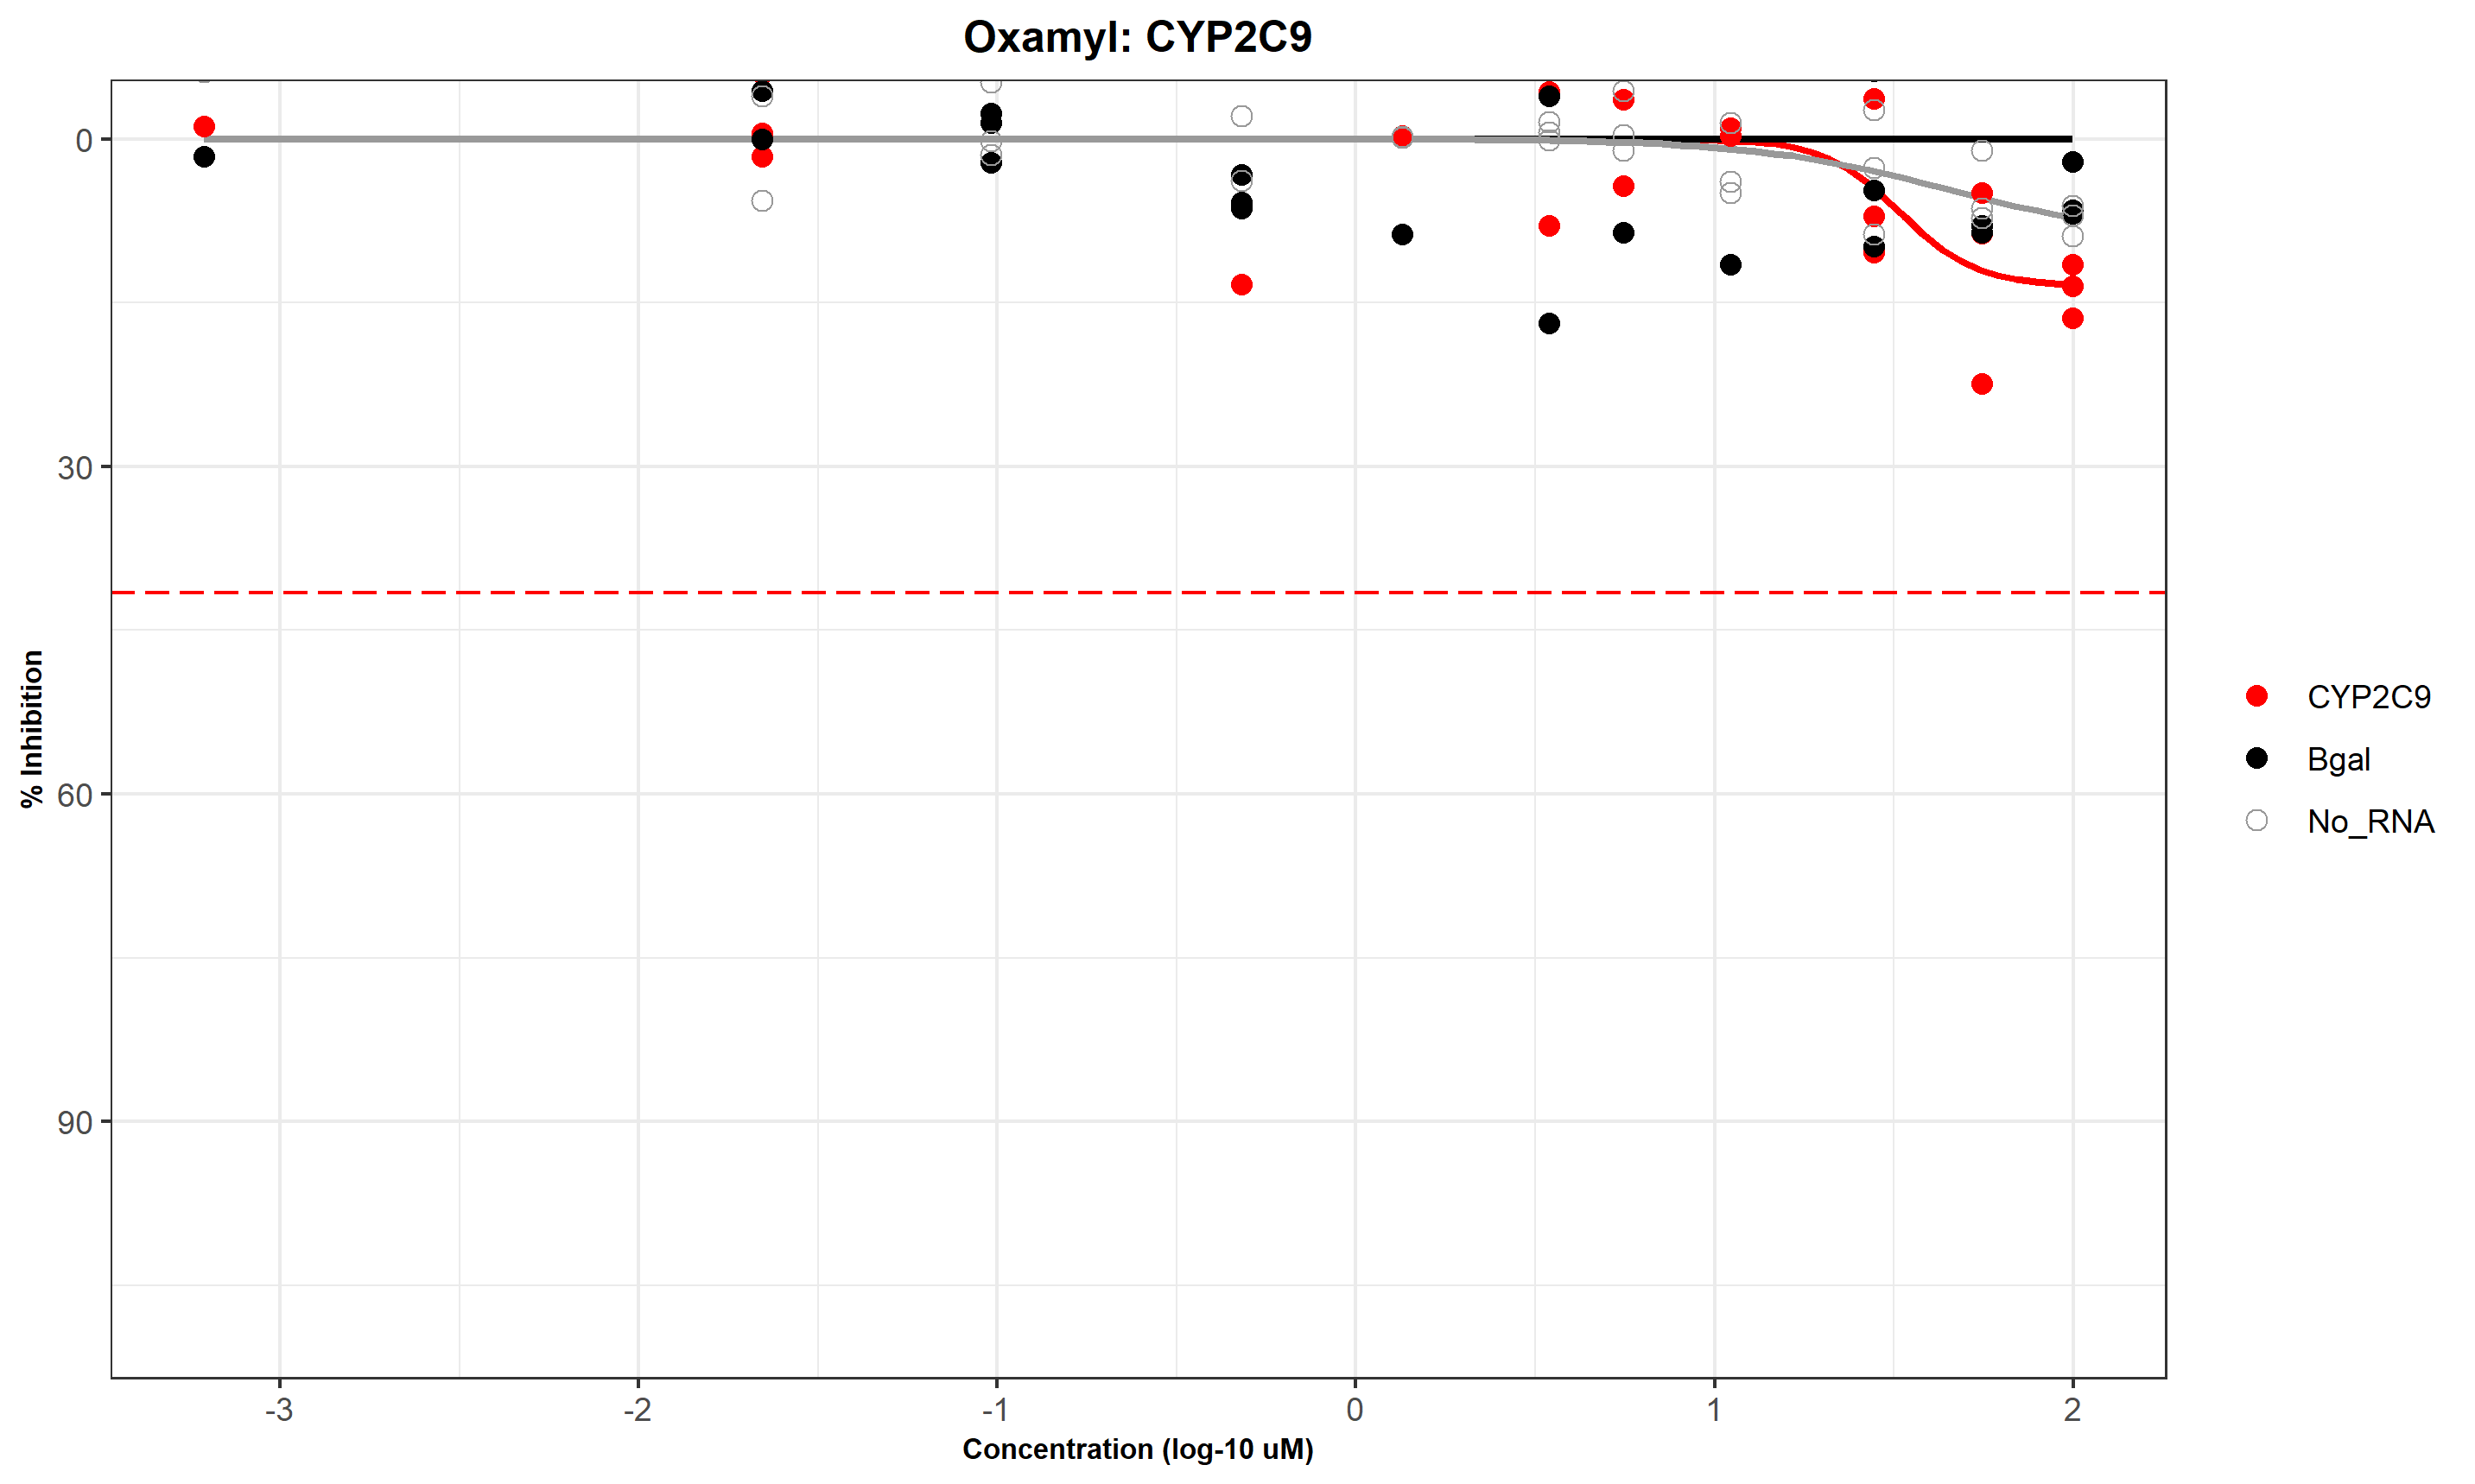 Oxamyl: CYP2C9
0
30
60
90
% Inhibition
-3
-2
-1
0
1
2
Concentration (log-10 uM)
CYP2C9
Bgal
No_RNA